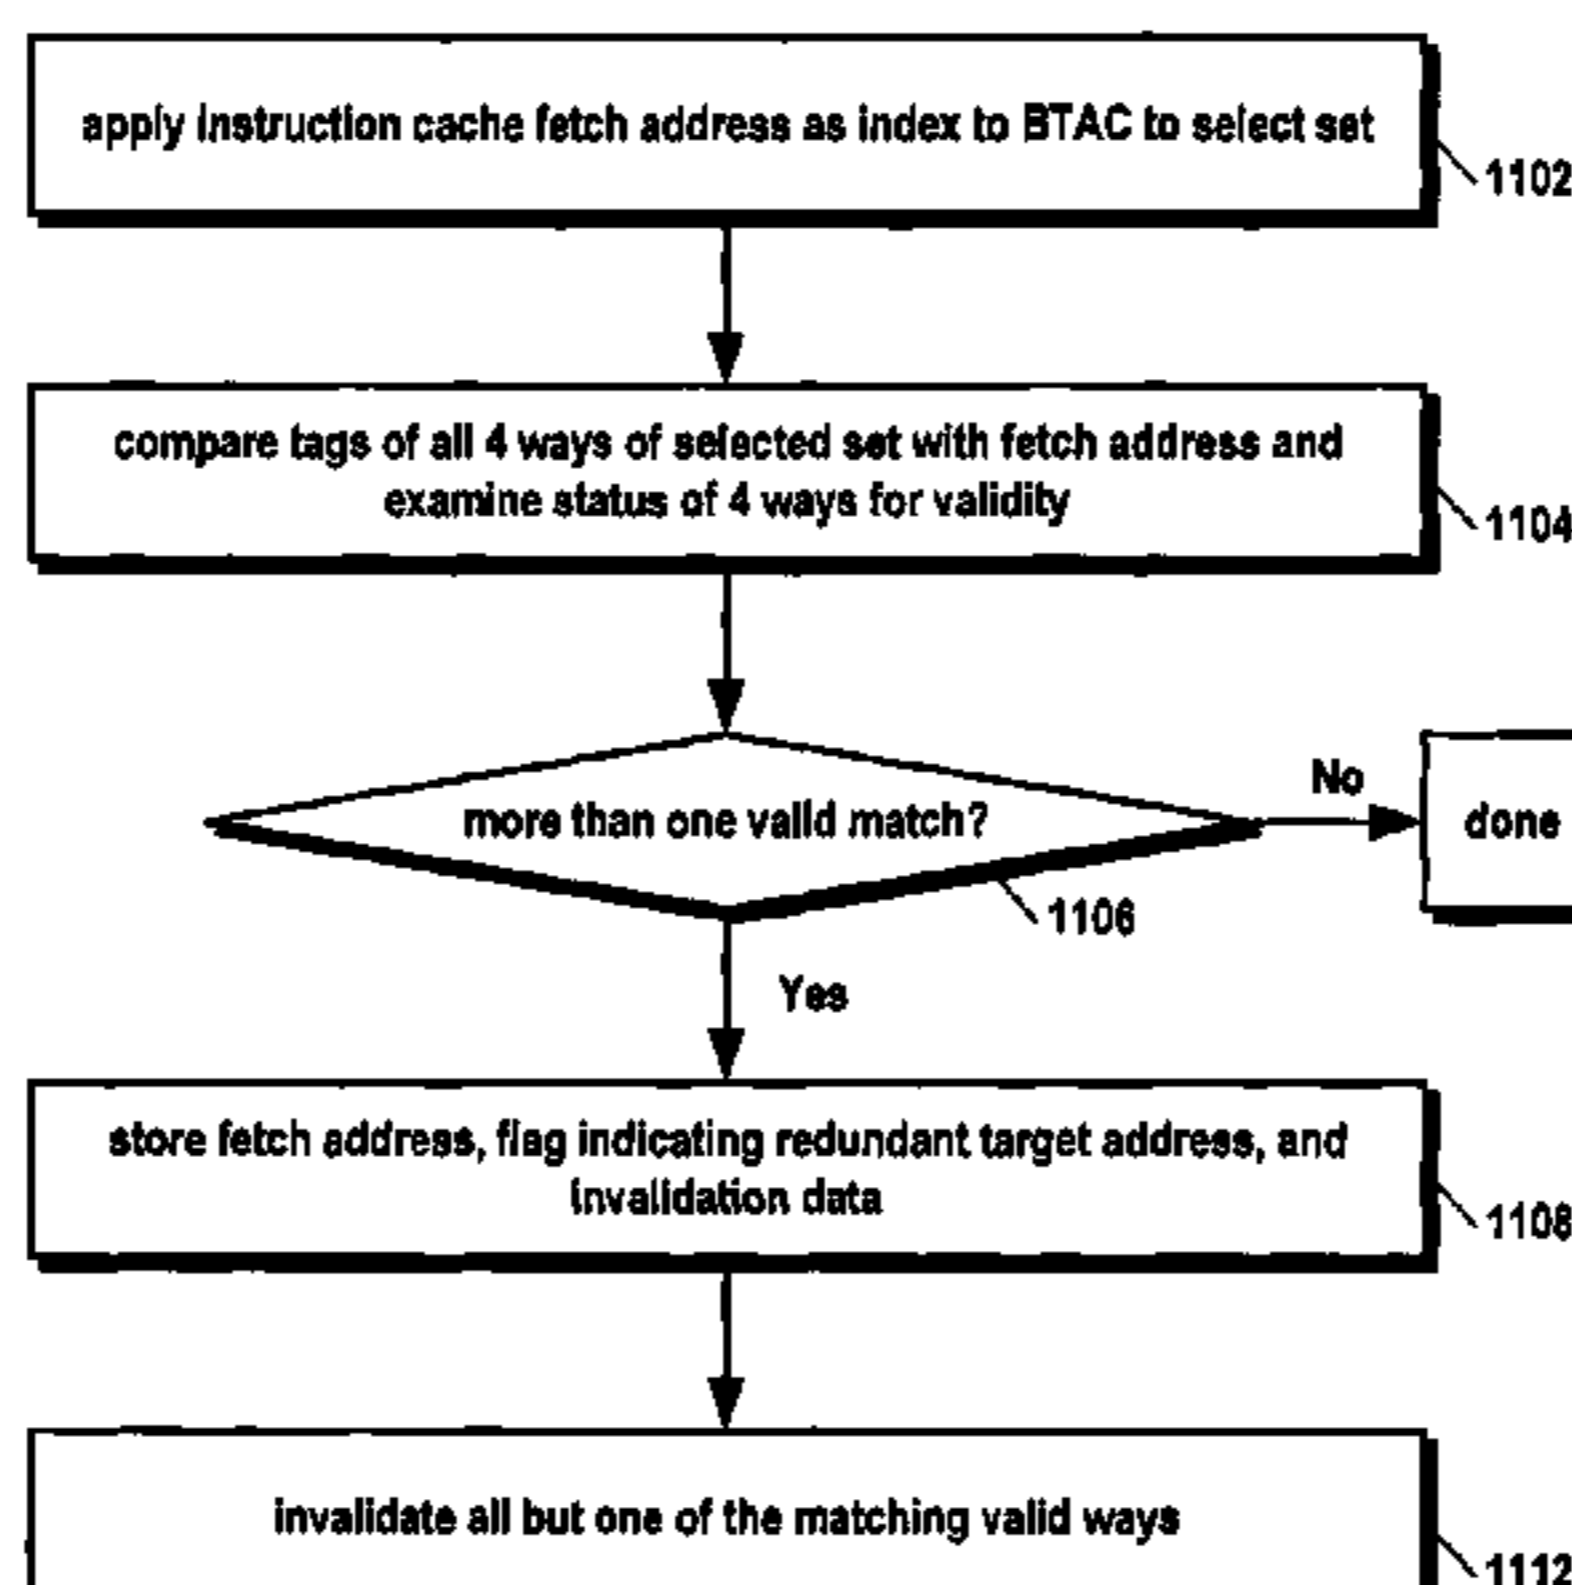 apply instruction cache fetch address as index to BTAC to select set
1102
compare tags of all 4 ways of selected set with fetch address and
examine status of 4 ways for validity
1104
No
more than one valid match?
done
1106
Yes
store fetch address, flag indicating redundant target address, and
invalidation data
1108
invalidate all but one of the matching valid ways
1112